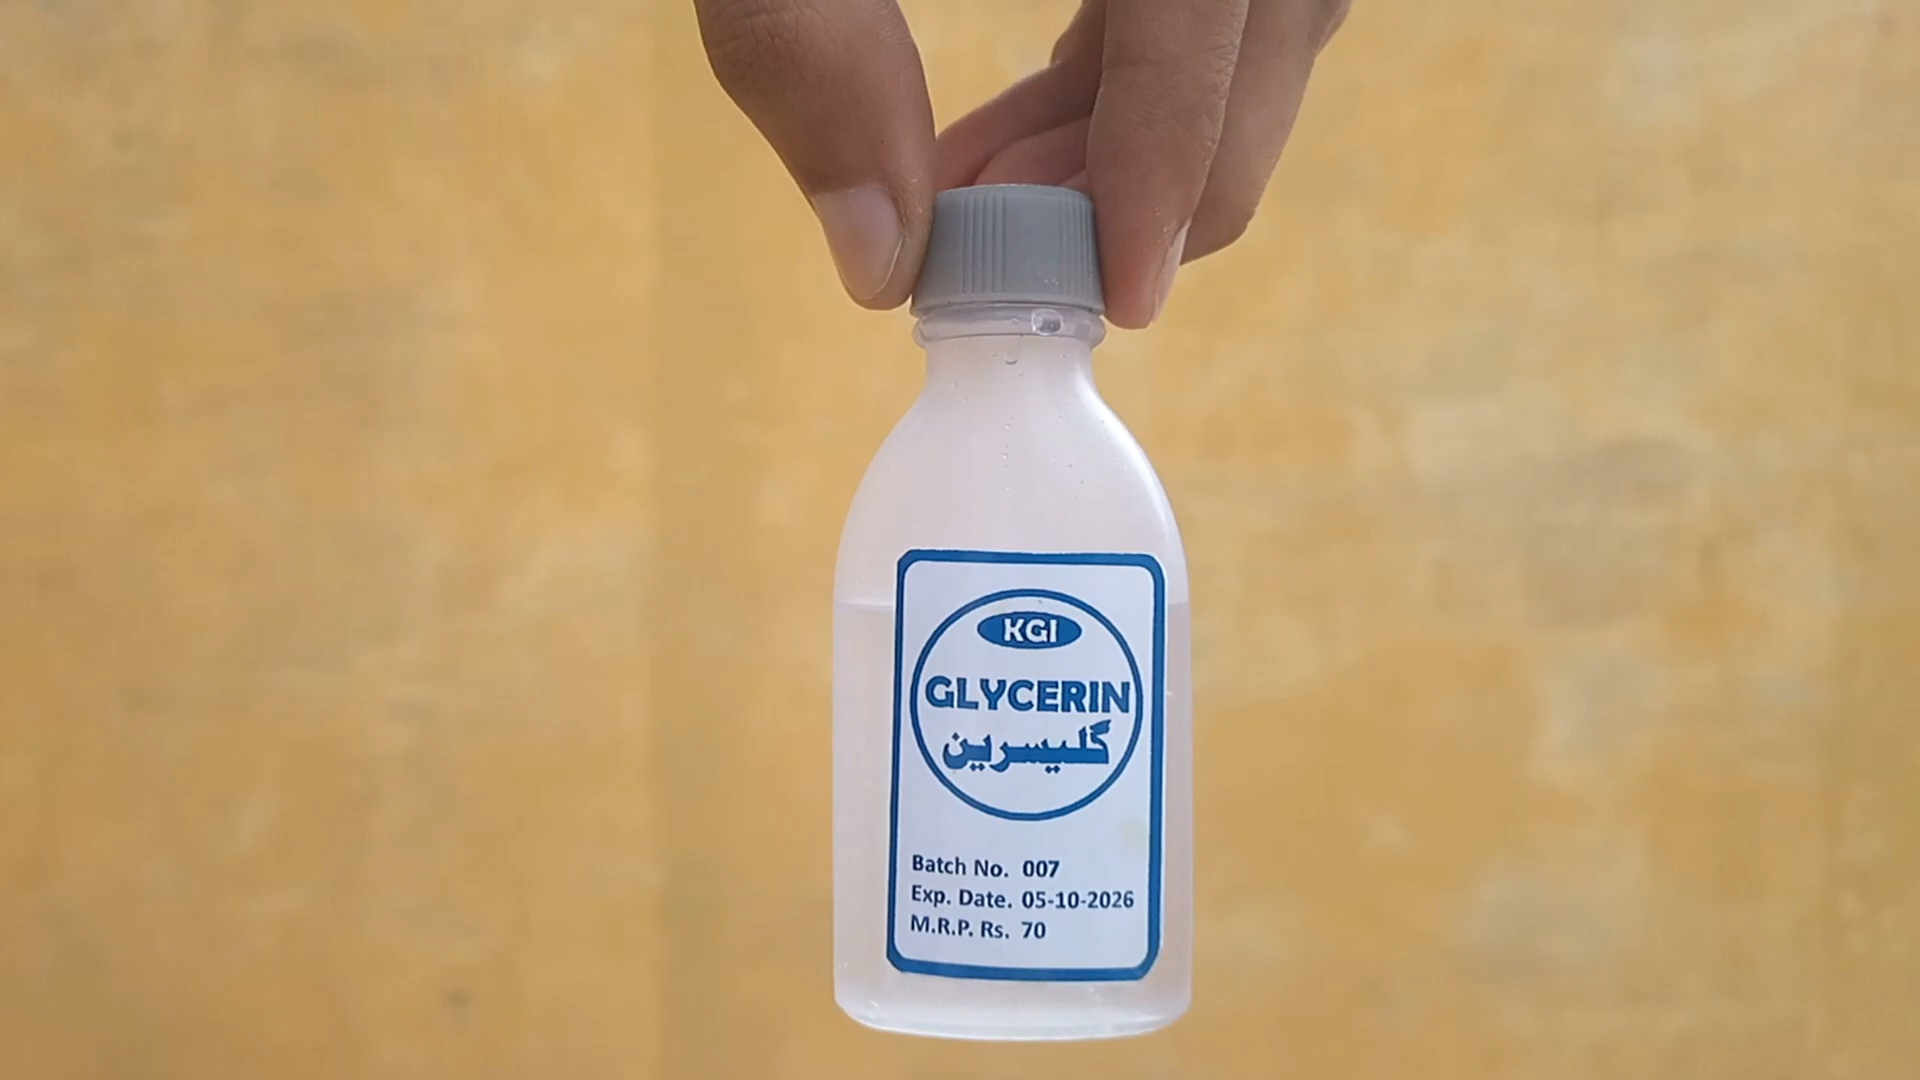 KGI
GLYCERIN
گلیسرین
Batch No. 007
Exp. Date. 05-10-2026
M.R.P. Rs. 70